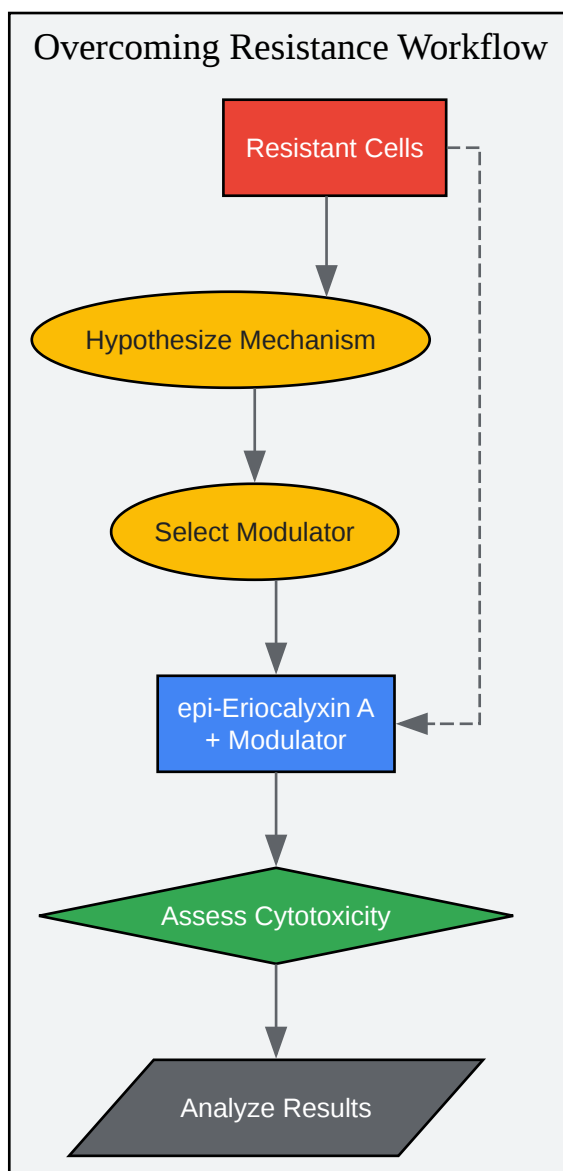 Overcoming Resistance Workflow
Resistant Cells
Hypothesize Mechanism
Select Modulator
epi-Eriocalyxin A
+ Modulator
Assess Cytotoxicity
Analyze Results